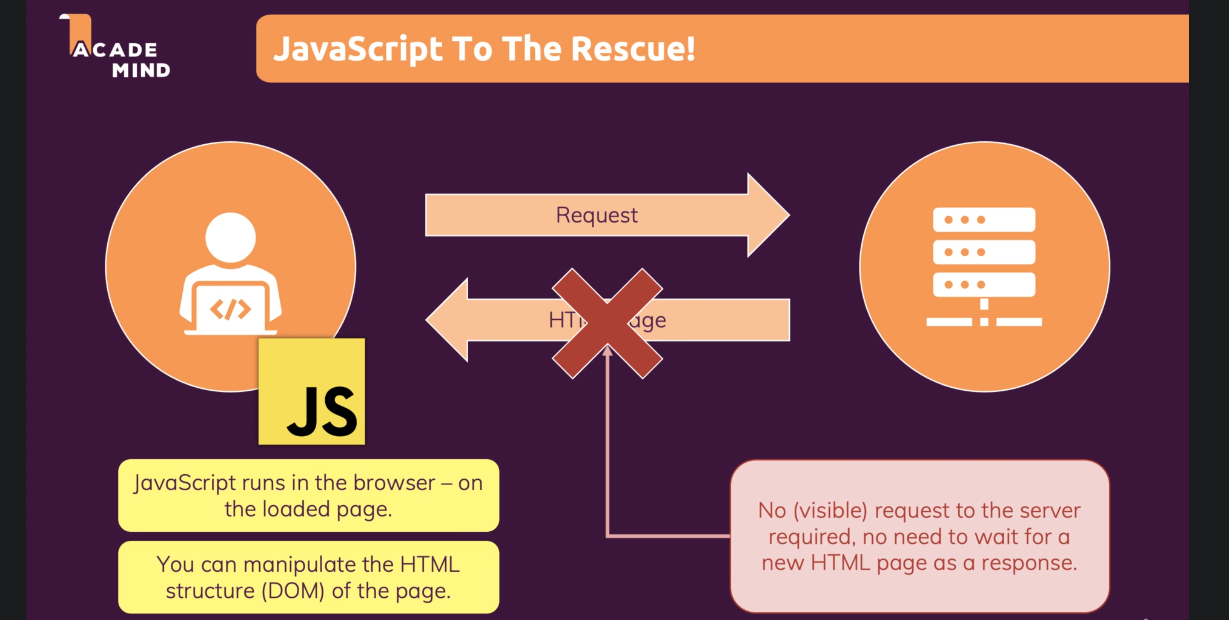 ACADE
MIND
JavaScript To The Rescue!
Request
HT age
</>
JS
JavaScript runs in the browser – on
the loaded page.
You can manipulate the HTML
structure (DOM) of the page.
No (visible) request to the server
required, no need to wait for a
new HTML page as a response.